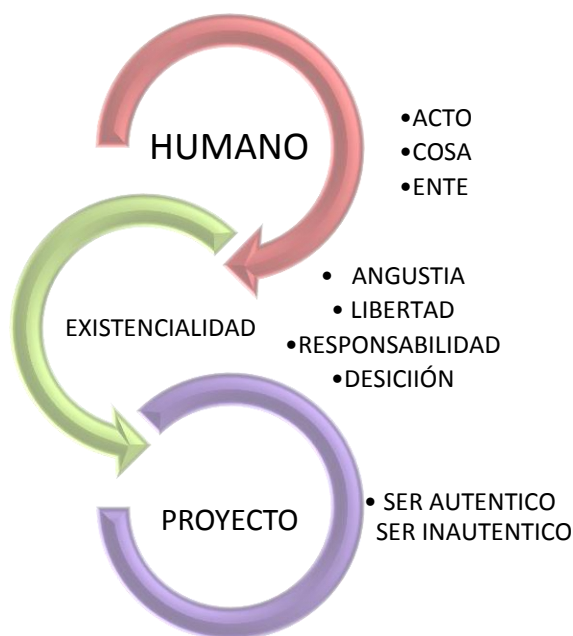 HUMANO
•ACTO
•COSA
•ENTE
EXISTENCIALIDAD
• ANGUSTIA
• LIBERTAD
•RESPONSABILIDAD
•DESICIIÓN
PROYECTO
• SER AUTENTICO
SER INAUTENTICO